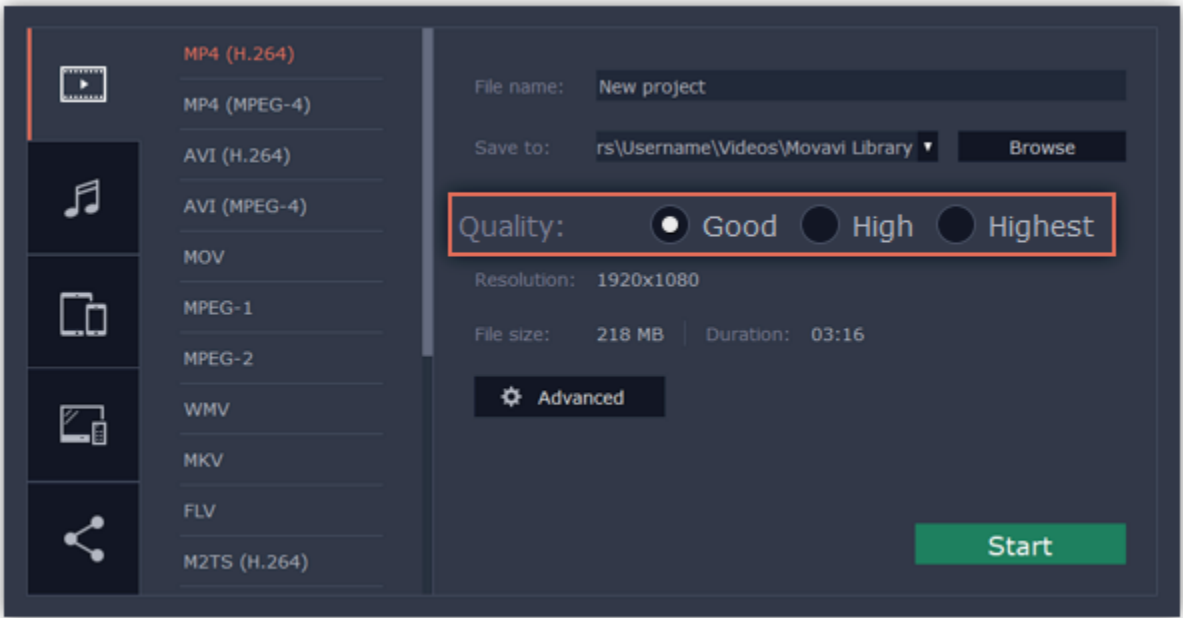 MP4 (H.264)
MP4 (MPEG-4)
AVI (H.264)
AVI (MPEG-4)
MOV
MPEG-1
MPEG-2
WMV
MKV
FLV
M2TS (H.264)
File name: New project
Save to: rs\Username\Videos\Movavi Library Browse
Quality: Good High Highest
Resolution: 1920x1080
File size: 218 MB Duration: 03:16
Advanced
Start